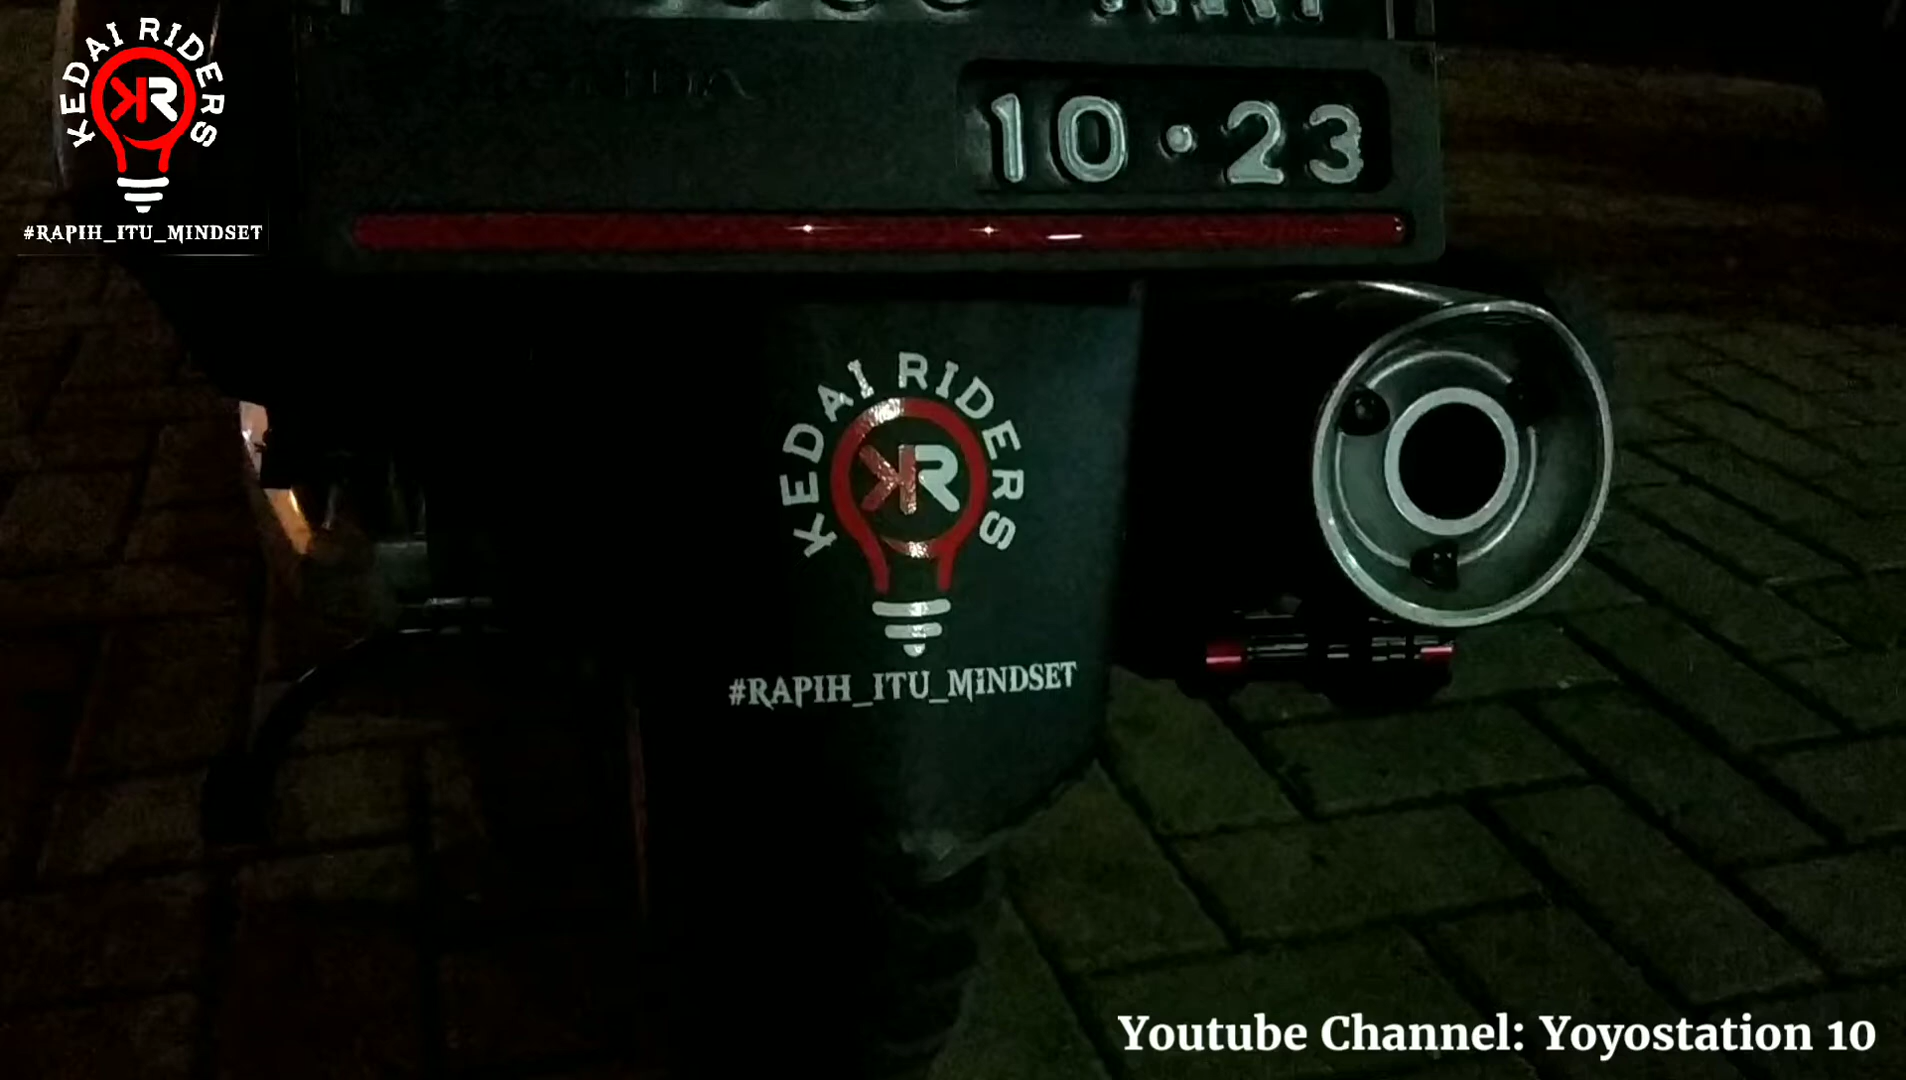 KEDAI RIDERS
KR
#RAPIH_ITU_MINDSET
10•23
KEDAI RIDERS
KR
#RAPIH_ITU_MINDSET
Youtube Channel: Yoyostation 10